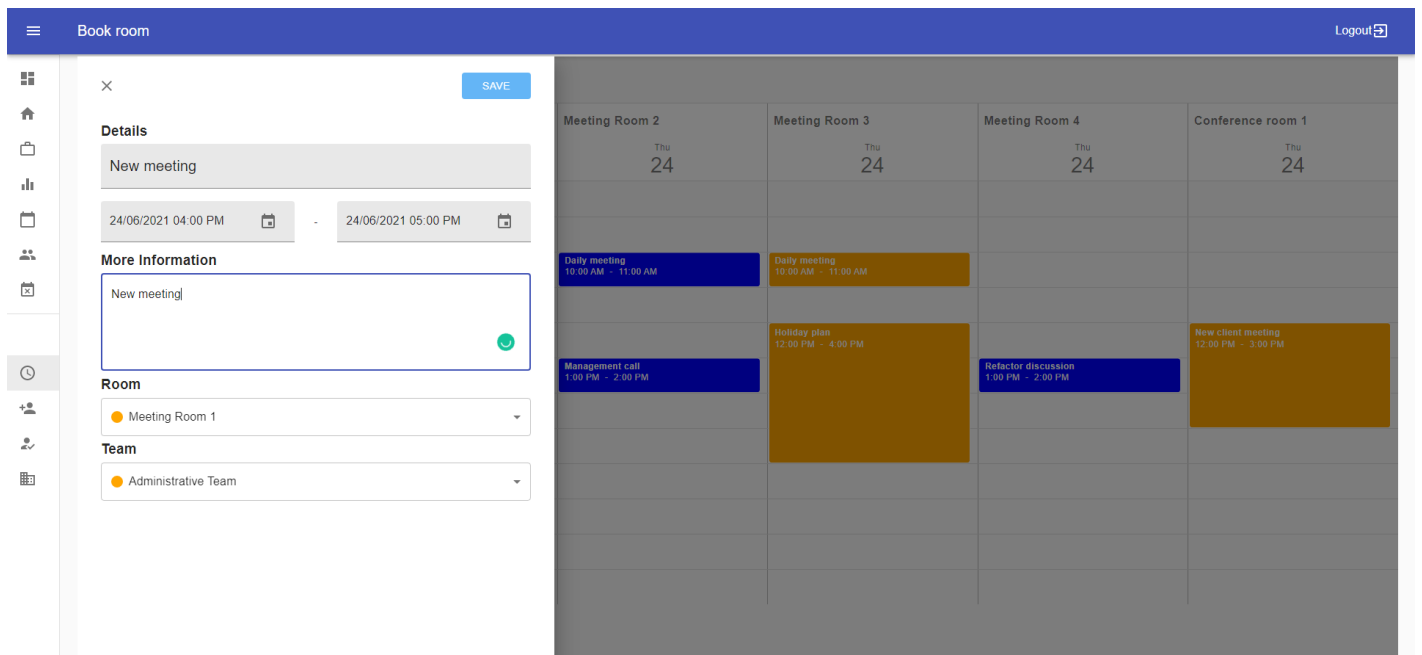 Book room
Logout
SAVE
Details
New meeting
24/06/2021 04:00 PM - 24/06/2021 05:00 PM
More Information
New meeting
Room
Meeting Room 1
Team
Administrative Team
Meeting Room 2
Thu
24
Daily meeting
10:00 AM - 11:00 AM
Management call
1:00 PM - 2:00 PM
Meeting Room 3
Thu
24
Daily meeting
10:00 AM - 11:00 AM
Holiday plan
12:00 PM - 4:00 PM
Meeting Room 4
Thu
24
Refactor discussion
1:00 PM - 2:00 PM
Conference room 1
Thu
24
New client meeting
12:00 PM - 3:00 PM